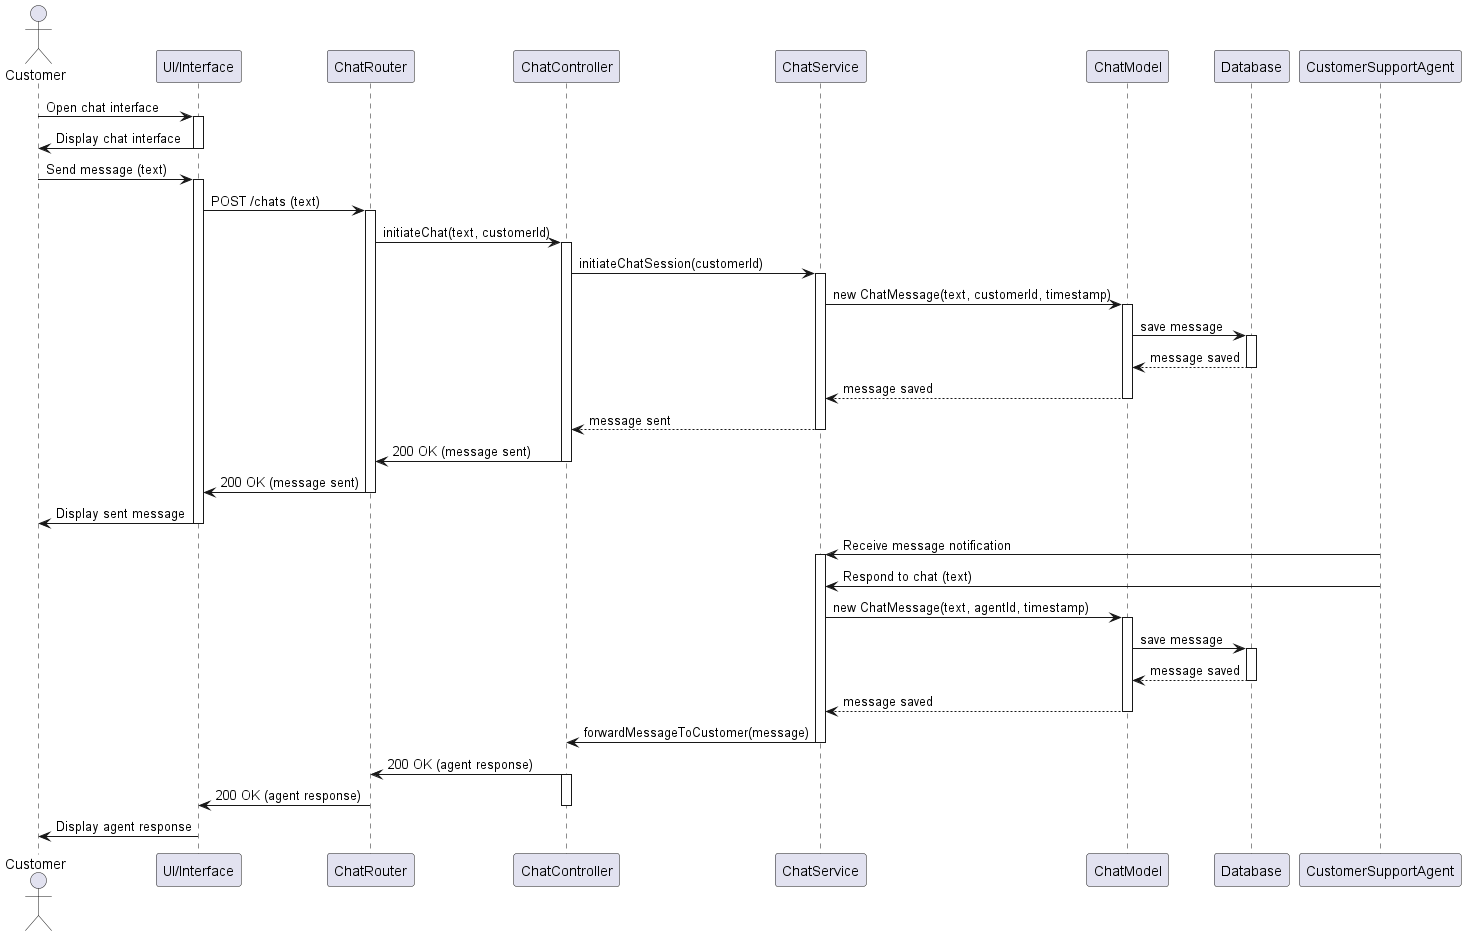 Customer
UI/Interface
ChatRouter
ChatController
ChatService
ChatModel
Database
CustomerSupportAgent
Open chat interface
Display chat interface
Send message (text)
POST /chats (text)
initiateChat(text, customerId)
initiateChatSession(customerId)
new ChatMessage(text, customerId, timestamp)
save message
message saved
message saved
message sent
200 OK (message sent)
200 OK (message sent)
Display sent message
Receive message notification
Respond to chat (text)
new ChatMessage(text, agentId, timestamp)
save message
message saved
message saved
forwardMessageToCustomer(message)
200 OK (agent response)
200 OK (agent response)
Display agent response
Customer
UI/Interface
ChatRouter
ChatController
ChatService
ChatModel
Database
CustomerSupportAgent